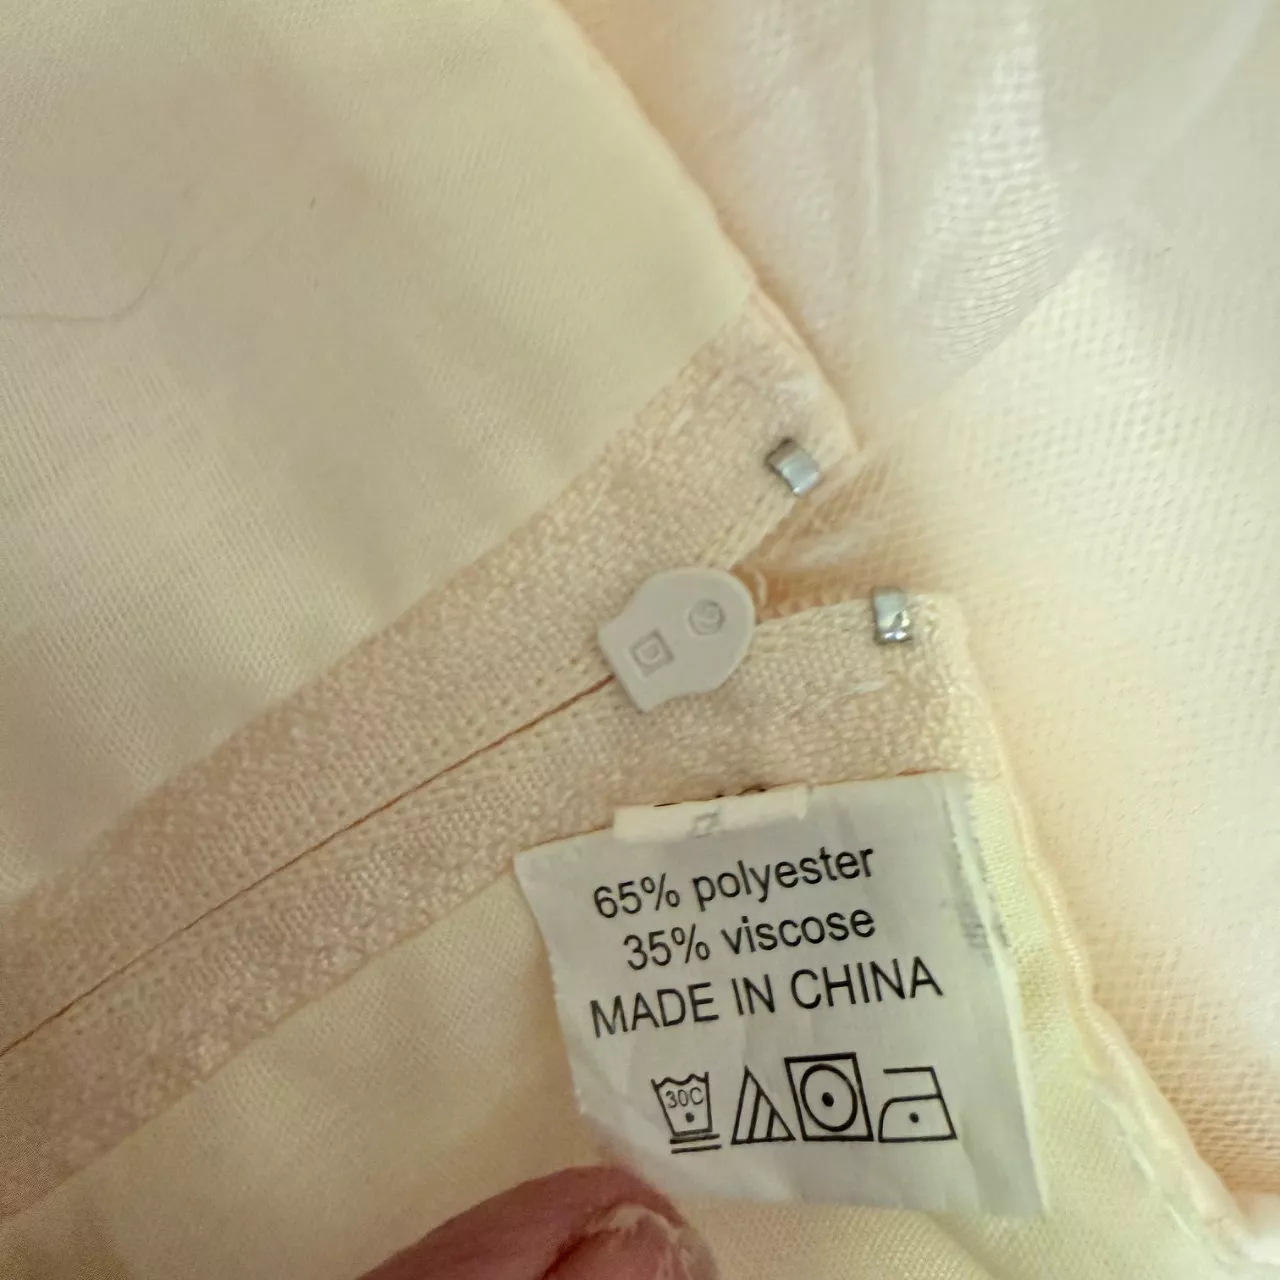 65% polyester
35% viscose
MADE IN CHINA
30C